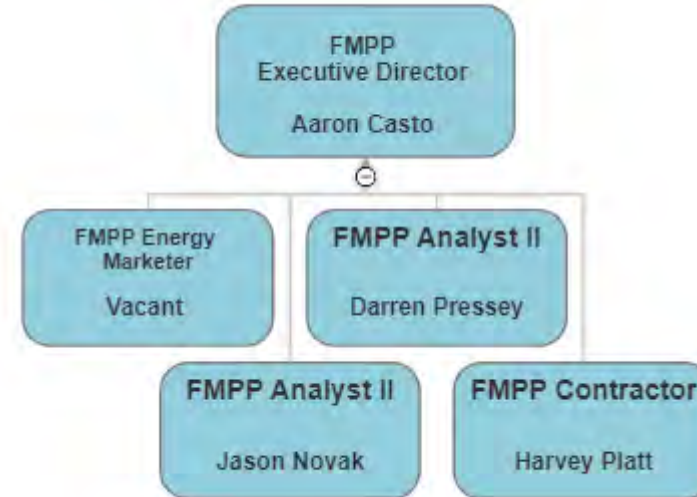 FMPP
Executive Director
Aaron Casto
FMPP Energy
Marketer
Vacant
FMPP Analyst II
Darren Pressey
FMPP Analyst II
Jason Novak
FMPP Contractor
Harvey Platt